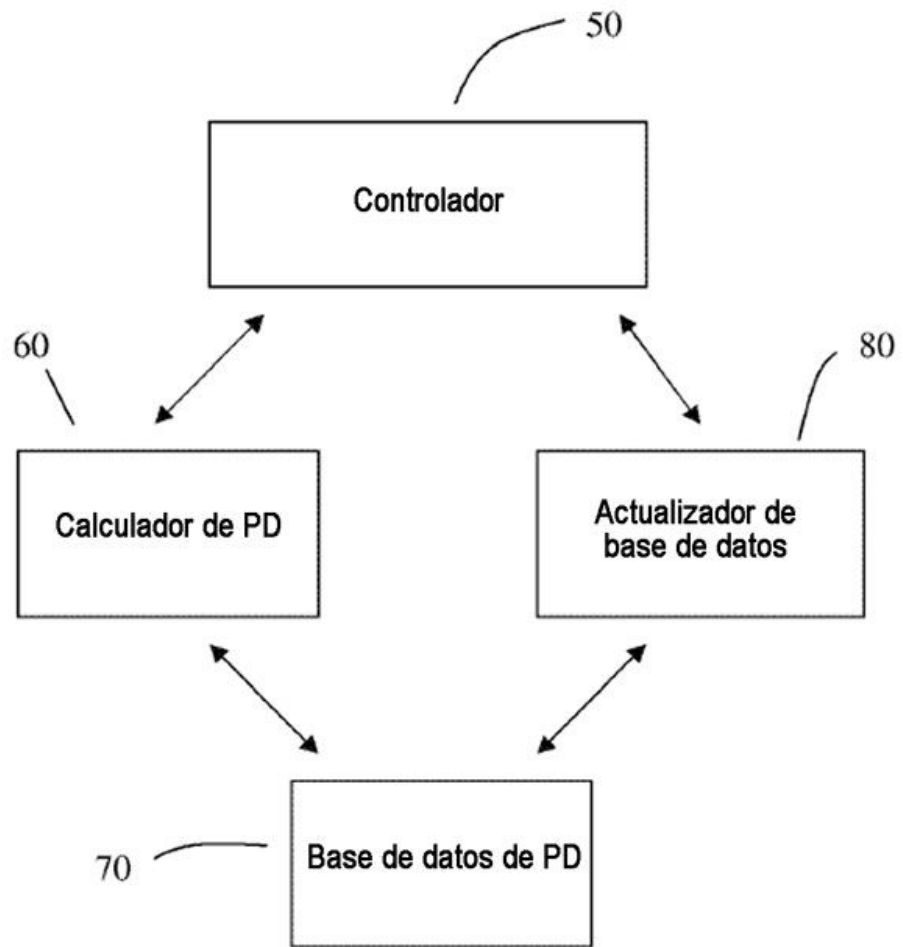 50
Controlador
60
80
Calculador de PD
Actualizador de
base de datos
70
Base de datos de PD